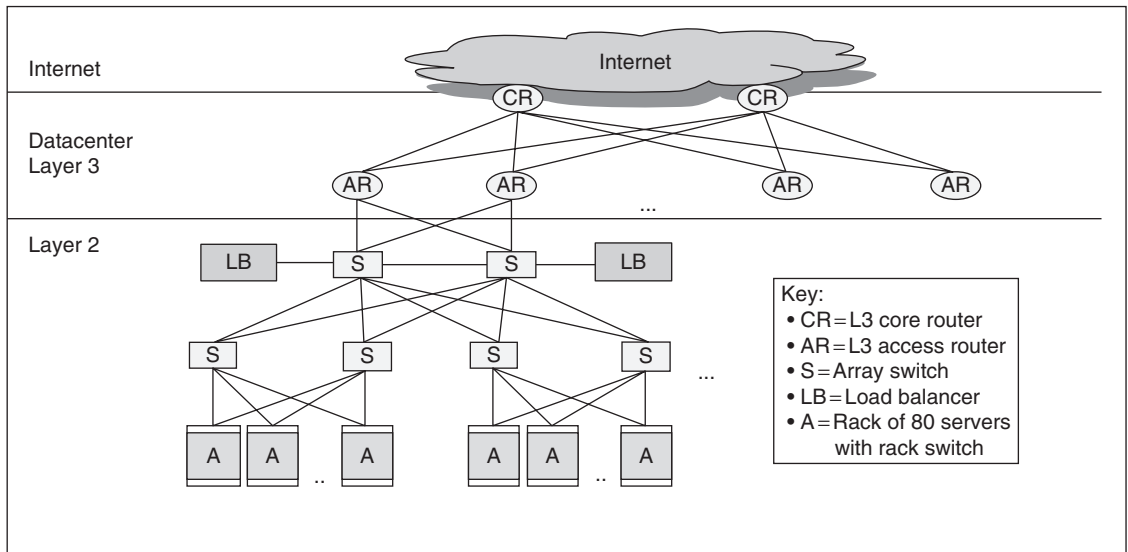 Internet
Internet
CR
CR
Datacenter
Layer 3
AR
AR
AR
AR
...
Layer 2
LB
S
S
LB
Key:
• CR=L3 core router
• AR=L3 access router
• S=Array switch
• LB=Load balancer
• A=Rack of 80 servers
with rack switch
S
S
S
S
...
A
A
..
A
A
A
..
A